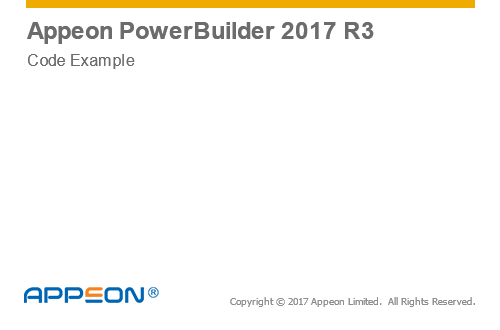 Appeon PowerBuilder 2017 R3
Code Example
APPEON®
Copyright © 2017 Appeon Limited. All Rights Reserved.